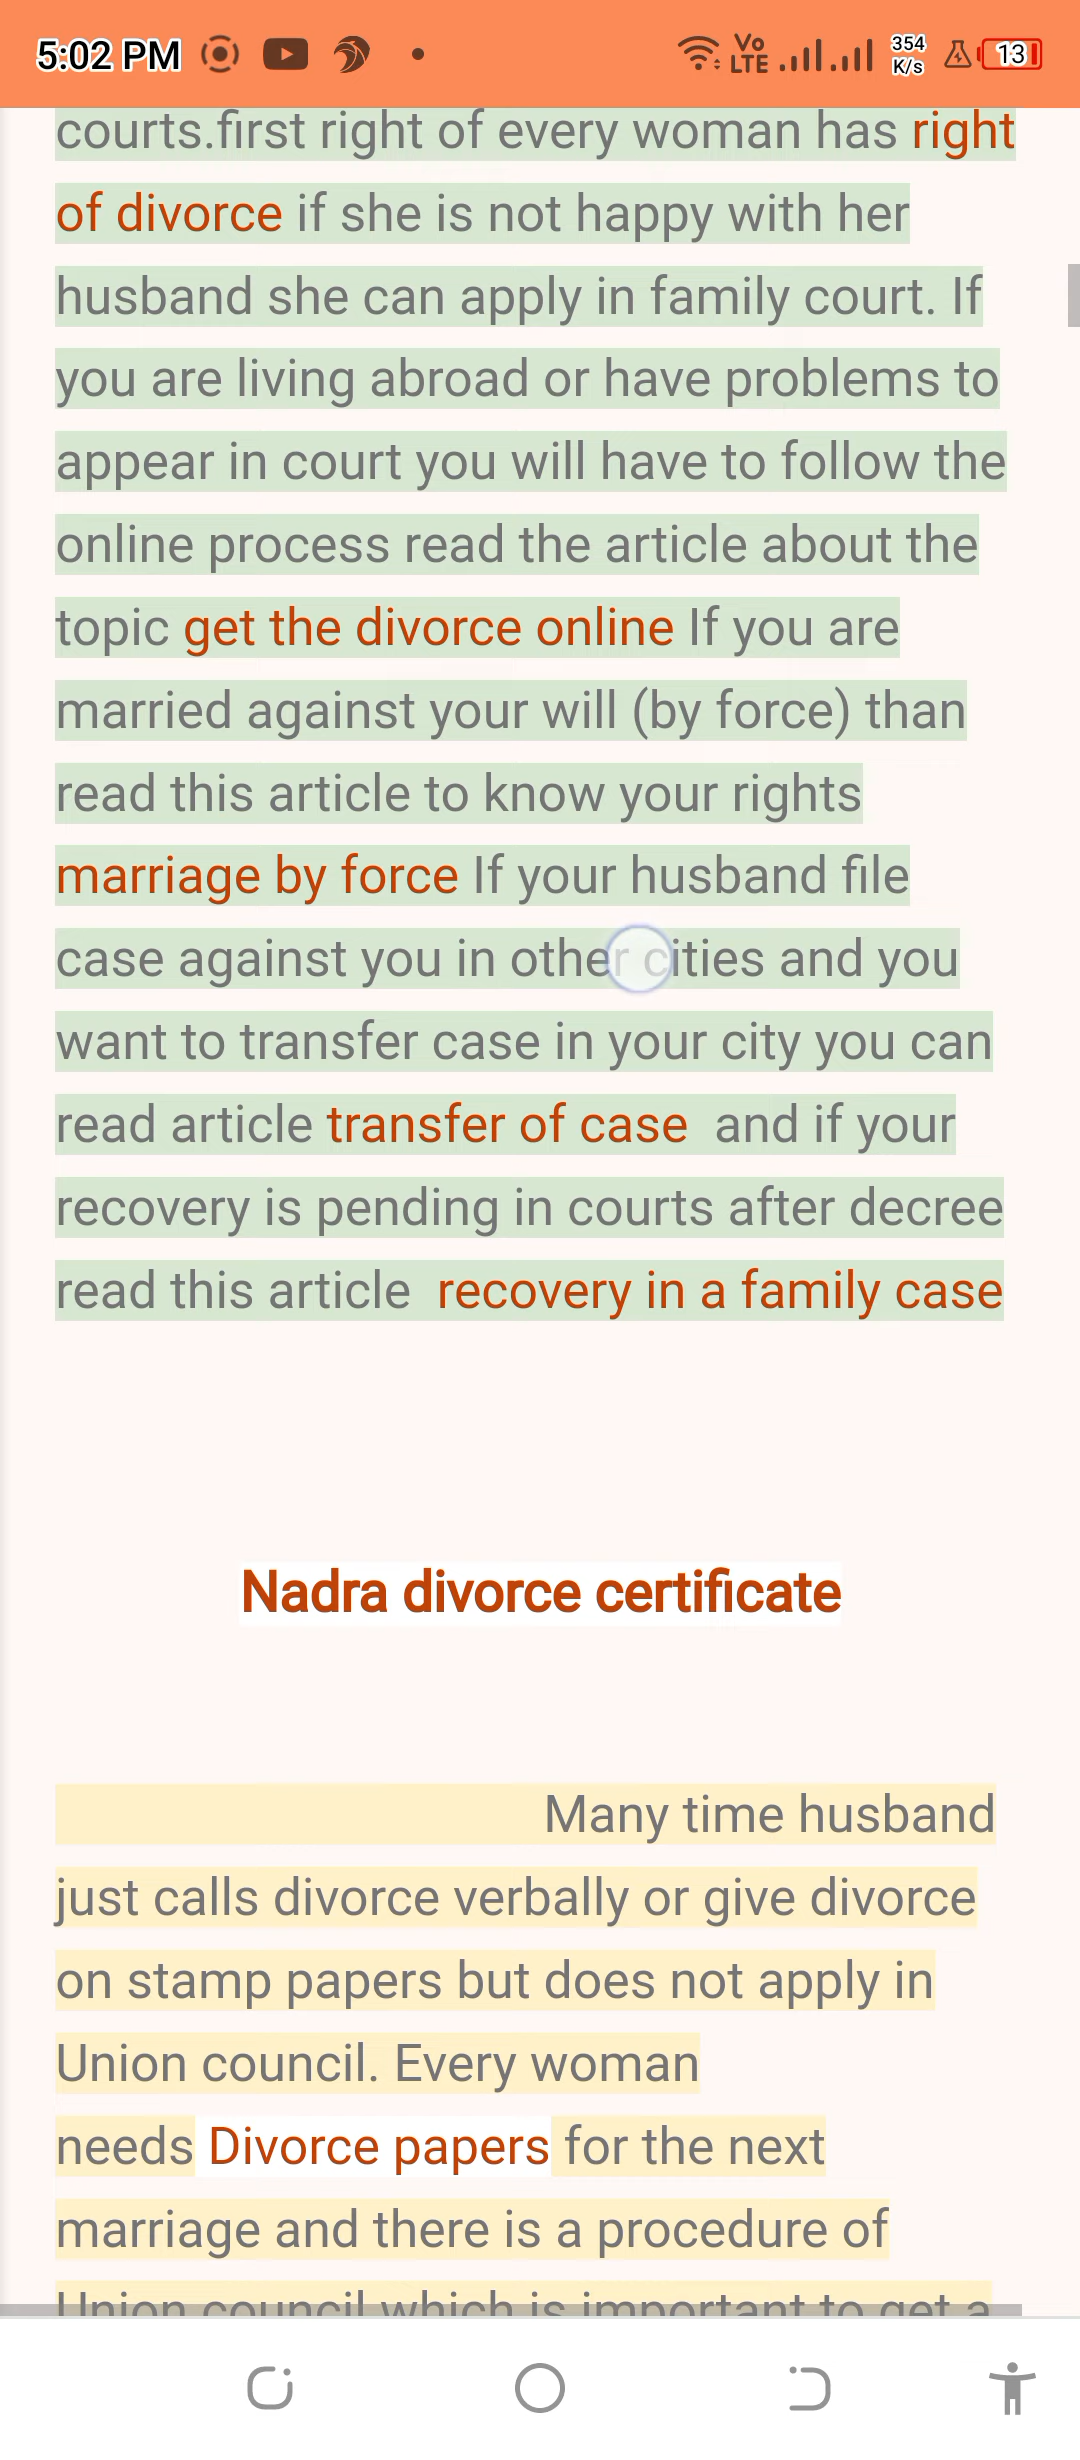 5:02 PM
Vo
LTE
354
K/s
13
courts.first right of every woman has right
of divorce if she is not happy with her
husband she can apply in family court. If
you are living abroad or have problems to
appear in court you will have to follow the
online process read the article about the
topic get the divorce online If you are
married against your will (by force) than
read this article to know your rights
marriage by force If your husband file
case against you in other cities and you
want to transfer case in your city you can
read article transfer of case  and if your
recovery is pending in courts after decree
read this article  recovery in a family case
Nadra divorce certificate
Many time husband
just calls divorce verbally or give divorce
on stamp papers but does not apply in
Union council. Every woman
needs Divorce papers for the next
marriage and there is a procedure of
Union council which is important to get a